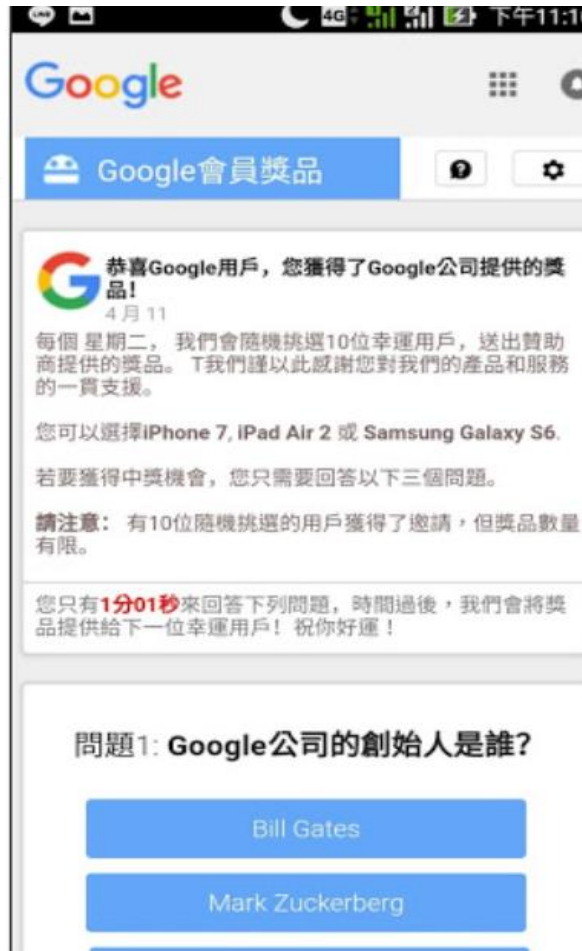 4G 下午11:1
Google
Google會員獎品
恭喜Google用戶，您獲得了Google公司提供的獎
品!
4 月 11
每個 星期二， 我們會隨機挑選10位幸運用戶，送出贊助
商提供的獎品。 T我們謹以此感謝您對我們的產品和服務
的一貫支援。
您可以選擇iPhone 7, iPad Air 2 或 Samsung Galaxy S6.
若要獲得中獎機會，您只需要回答以下三個問題。
請注意： 有10位隨機挑選的用戶獲得了邀請，但獎品數量
有限。
您只有1分01秒來回答下列問題，時間過後，我們會將獎
品提供給下一位幸運用戶！祝你好運！
問題1: Google公司的創始人是誰?
Bill Gates
Mark Zuckerberg